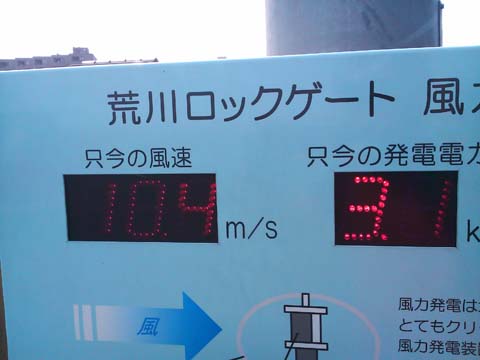 荒川ロックゲート 風
只今の風速
只今の発電電
10.4 m/s
3.1 k
風
風力発電は
とてもクリ
風力発電装